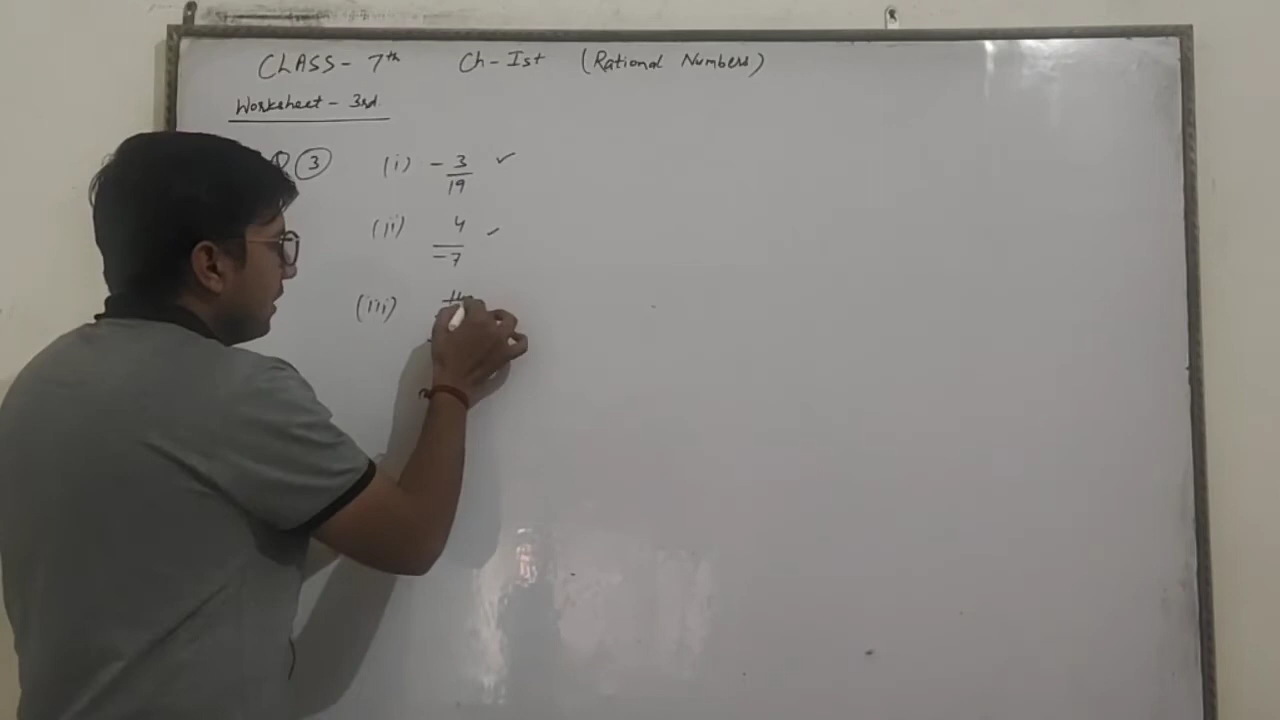 CLASS- 7th Ch-Ist (Rational Numbers)
Worksheet - 3rd
Q 3 (i) -3/19 ✓
(ii) 4/-7 ✓
(iii)